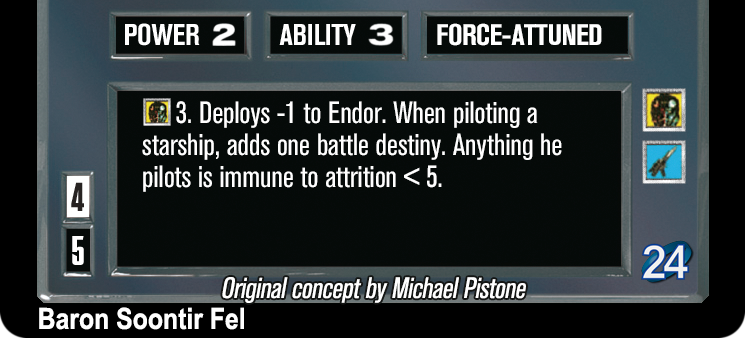 POWER 2 ABILITY 3 FORCE-ATTUNED
3. Deploys -1 to Endor. When piloting a
starship, adds one battle destiny. Anything he
pilots is immune to attrition < 5.
4
5
24
Original concept by Michael Pistone
Baron Soontir Fel